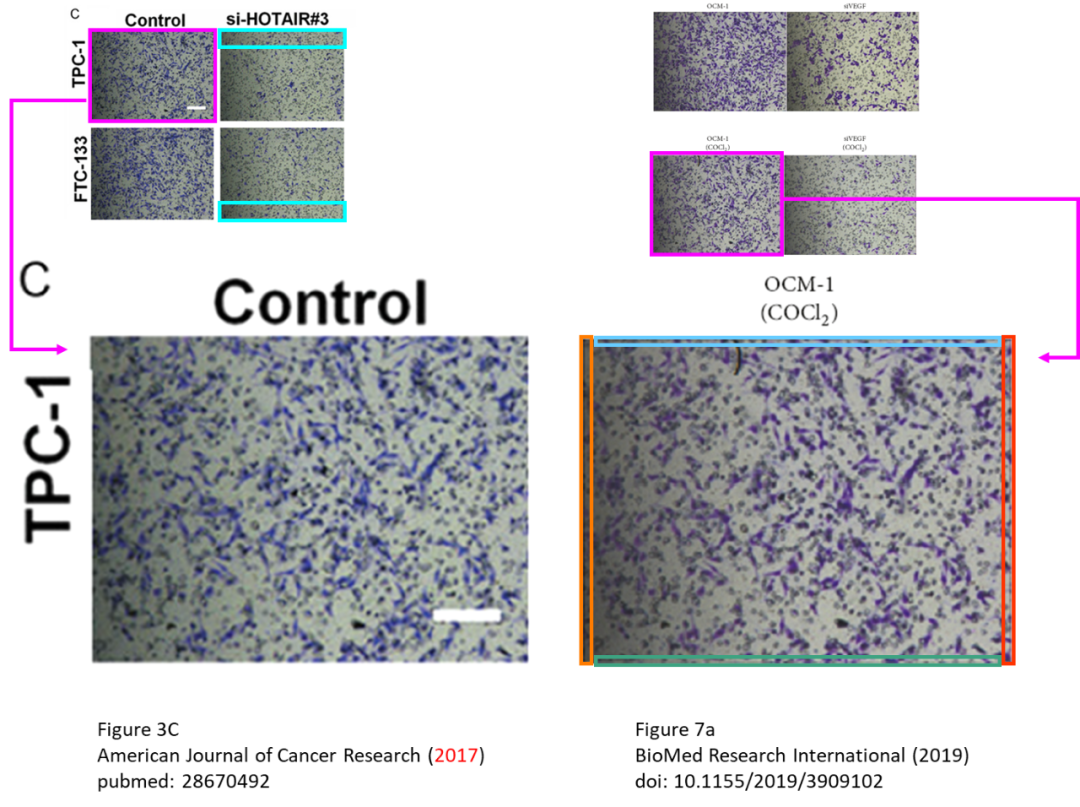 C
Control
si-HOTAIR#3
TPC-1
FTC-133
OCM-1
siVEGF
OCM-1
(COCl₂)
siVEGF
(COCl₂)
C
Control
TPC-1
OCM-1
(COCl₂)
Figure 3C
American Journal of Cancer Research (2017)
pubmed: 28670492
Figure 7a
BioMed Research International (2019)
doi: 10.1155/2019/3909102